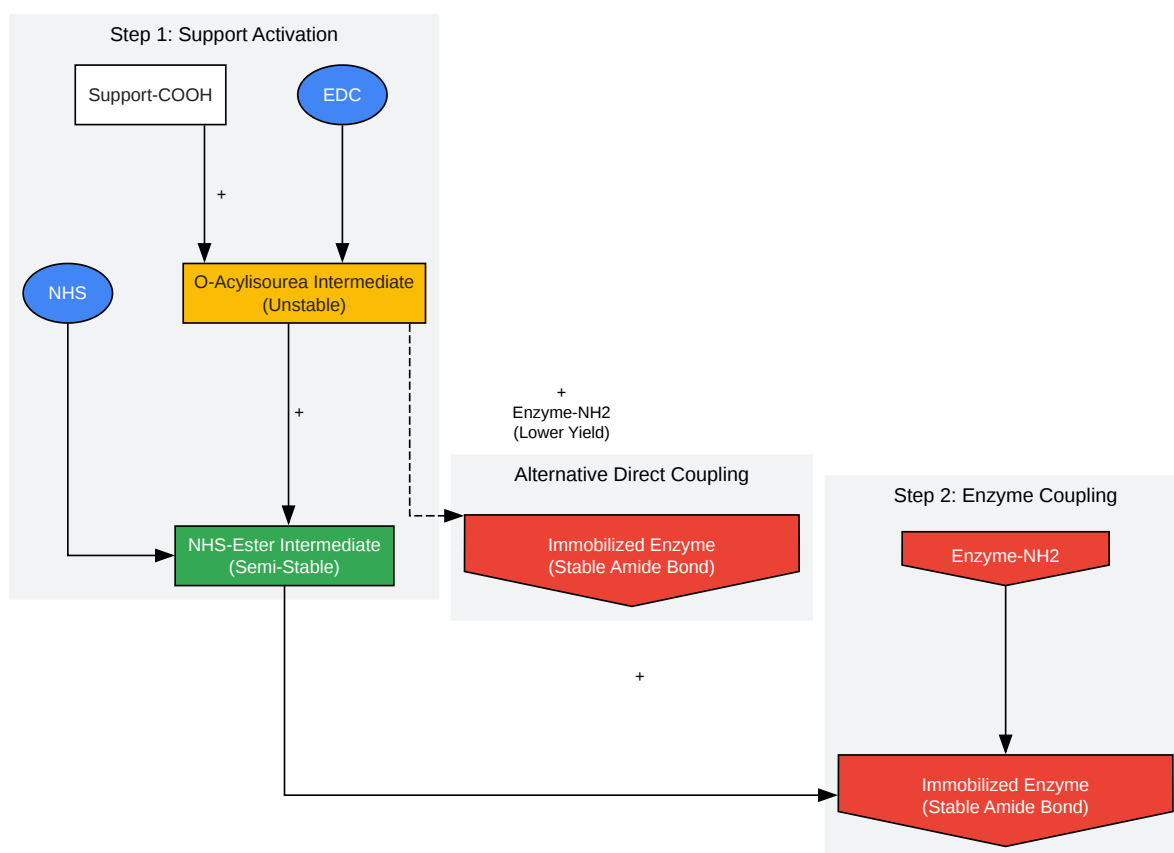 Step 1: Support Activation
Support-COOH
EDC
+
NHS
O-Acylisourea Intermediate
(Unstable)
+
+
Enzyme-NH2
(Lower Yield)
Alternative Direct Coupling
Immobilized Enzyme
(Stable Amide Bond)
NHS-Ester Intermediate
(Semi-Stable)
Step 2: Enzyme Coupling
Enzyme-NH2
+
Immobilized Enzyme
(Stable Amide Bond)